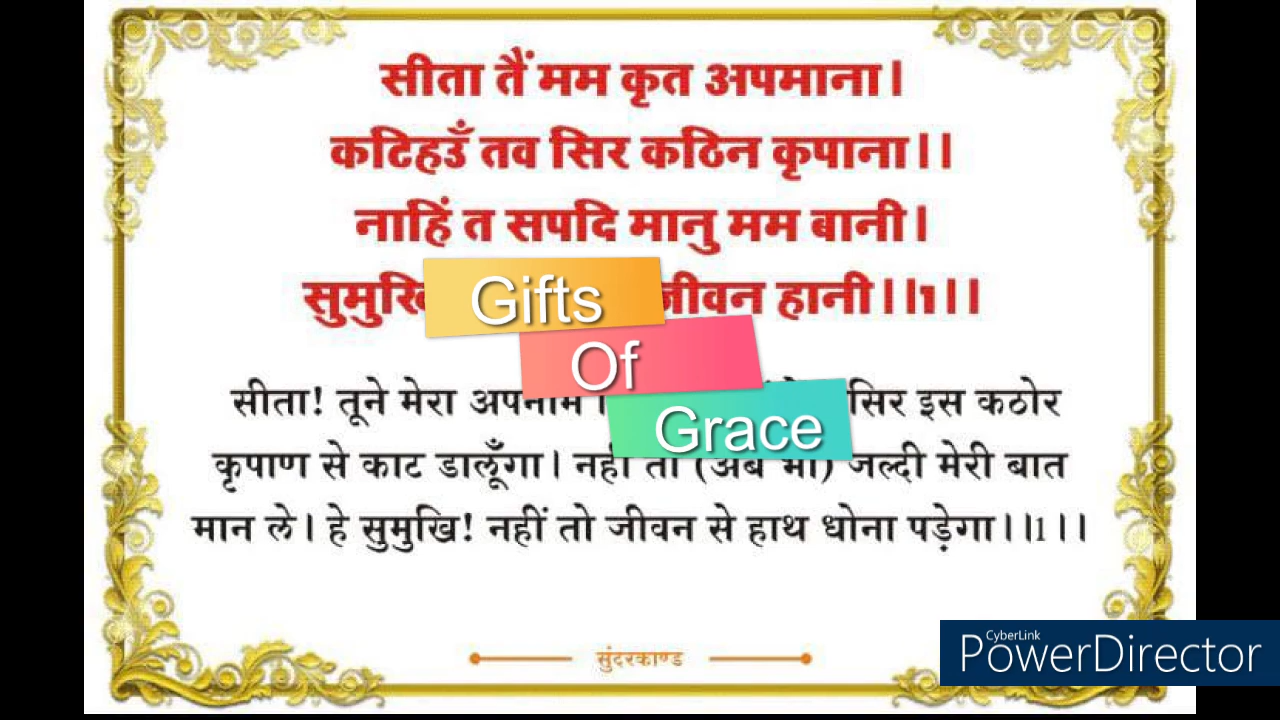 सीता तैं मम कृत अपमाना।
कटिहउँ तव सिर कठिन कृपाना।।
नाहिं त सपदि मानु मम बानी।
जीवन हानी।।1।।
Gifts
Of
Grace
सीता! तूने मेरा सिर इस कठोर
कृपाण से काट डालूँगा। नहीं तो (अब भी) जल्दी मेरी बात
मान ले। हे सुमुखि! नहीं तो जीवन से हाथ धोना पड़ेगा।।1।।
सुंदरकाण्ड
CyberLink
PowerDirector